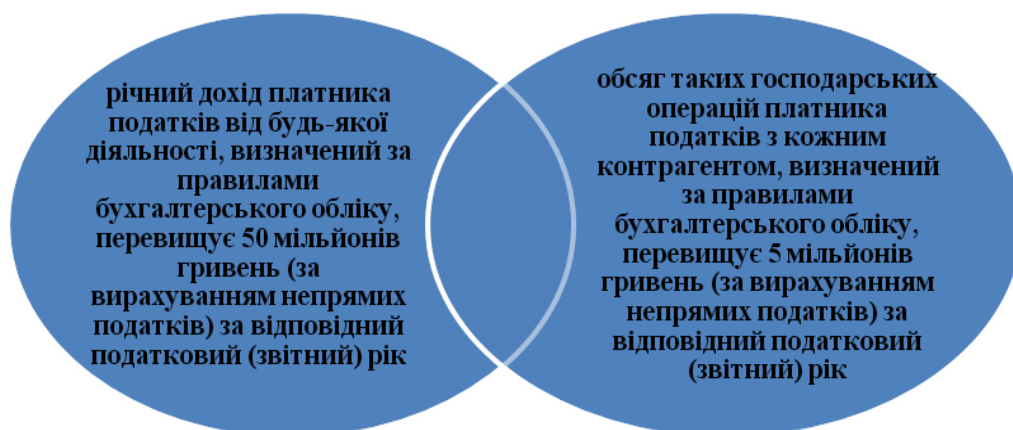 річний дохід платника
податків від будь-якої
діяльності, визначений за
правилами
бухгалтерського обліку,
перевищує 50 мільйонів
гривень (за
вирахуванням непрямих
податків) за відповідний
податковий (звітний) рік
обсяг таких господарських
операцій платника
податків з кожним
контрагентом, визначений
за правилами
бухгалтерського обліку,
перевищує 5 мільйонів
гривень (за вирахуванням
непрямих податків) за
відповідний податковий
(звітний) рік